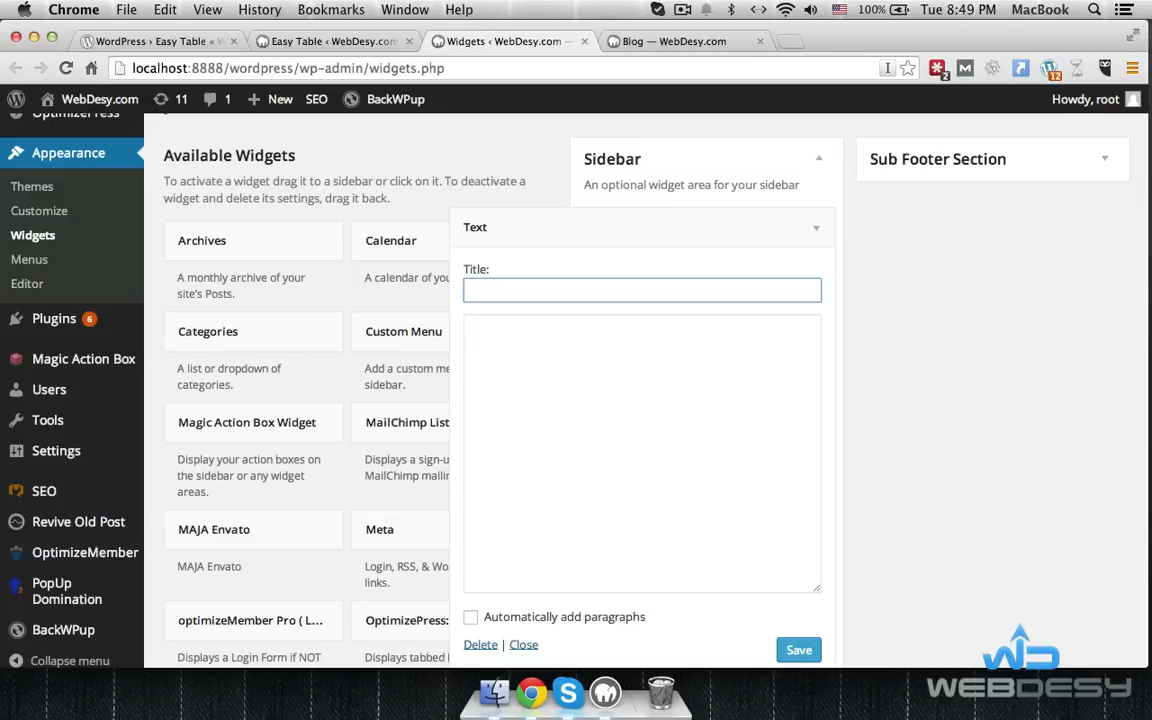 Chrome File Edit View History Bookmarks Window Help 100% Tue 8:49 PM MacBook
WordPress › Easy Table « W
Easy Table ‹ WebDesy.com
Widgets ‹ WebDesy.com —
Blog — WebDesy.com
localhost:8888/wordpress/wp-admin/widgets.php
2 M 12
WebDesy.com 11 1 + New SEO BackWPup Howdy, root
OptimizePress
Appearance
Themes
Customize
Widgets
Menus
Editor
Plugins 6
Magic Action Box
Users
Tools
Settings
SEO
Revive Old Post
OptimizeMember
PopUp
Domination
BackWPup
Collapse menu
Available Widgets
To activate a widget drag it to a sidebar or click on it. To deactivate a
widget and delete its settings, drag it back.
Archives
A monthly archive of your
site's Posts.
Calendar
A calendar of you
Categories
A list or dropdown of
categories.
Custom Menu
Add a custom me
sidebar.
Magic Action Box Widget
Display your action boxes on
the sidebar or any widget
areas.
MailChimp List
Displays a sign-u
MailChimp mailin
MAJA Envato
MAJA Envato
Meta
Login, RSS, & Wo
links.
optimizeMember Pro ( L...
Displays a Login Form if NOT
OptimizePress:
Displays tabbed
Sidebar
An optional widget area for your sidebar
Text
Title:
Automatically add paragraphs
Delete | Close
Save
Sub Footer Section
WEBDESY